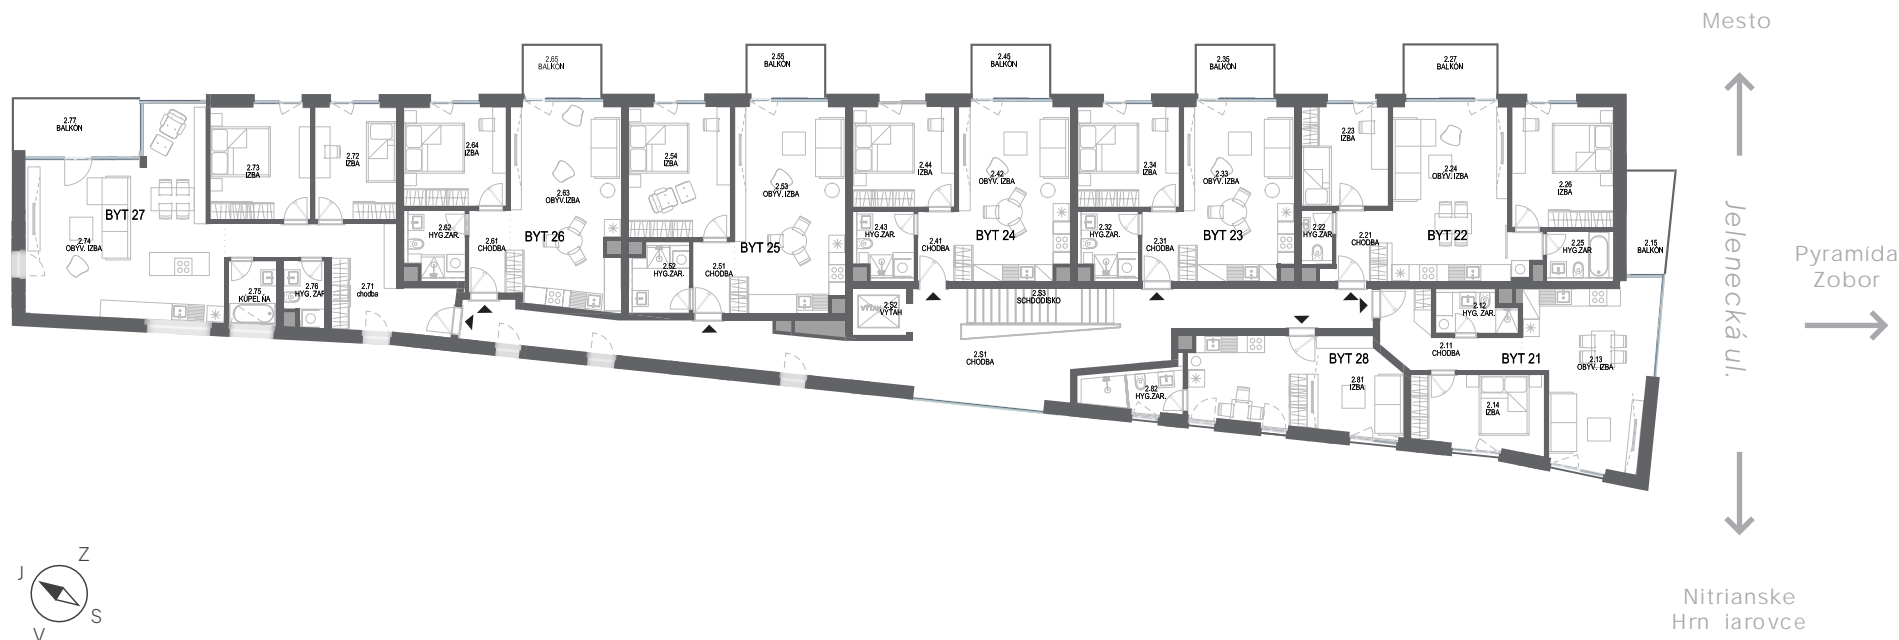 Mesto
2.65
BALKÓN
2.55
BALKÓN
2.45
BALKÓN
2.35
BALKÓN
2.27
BALKÓN
2.77
BALKÓN
2.73
IZBA
2.72
IZBA
2.64
IZBA
2.63
OBYV.IZBA
2.54
IZBA
2.53
OBYV. IZBA
2.44
IZBA
2.42
OBYV. IZBA
2.34
IZBA
2.33
OBYV. IZBA
2.23
IZBA
2.24
OBYV. IZBA
2.26
IZBA
BYT 27
2.74
OBYV. IZBA
2.62
HYG.ZAR.
2.61
CHODBA
BYT 26
2.52
HYG.ZAR.
2.51
CHODBA
BYT 25
2.43
HYG.ZAR.
2.41
CHODBA
BYT 24
2.32
HYG.ZAR.
2.31
CHODBA
BYT 23
2.22
HYG.ZAR.
2.21
CHODBA
BYT 22
2.25
HYG.ZAR
2.15
BALKÓN
Jelenecká ul.
Pyramída
Zobor
2.75
KÚPEĽŇA
2.76
HYG. ZAR
2.71
chodba
2.S2
VÝŤAH
VÝŤAH
2.S3
SCHODISKO
2.S1
CHODBA
2.82
HYG.ZAR.
BYT 28
2.81
IZBA
2.12
HYG. ZAR.
2.11
CHODBA
BYT 21
2.13
OBYV. IZBA
2.14
IZBA
Z
J
S
V
Nitrianske
Hrn iarovce